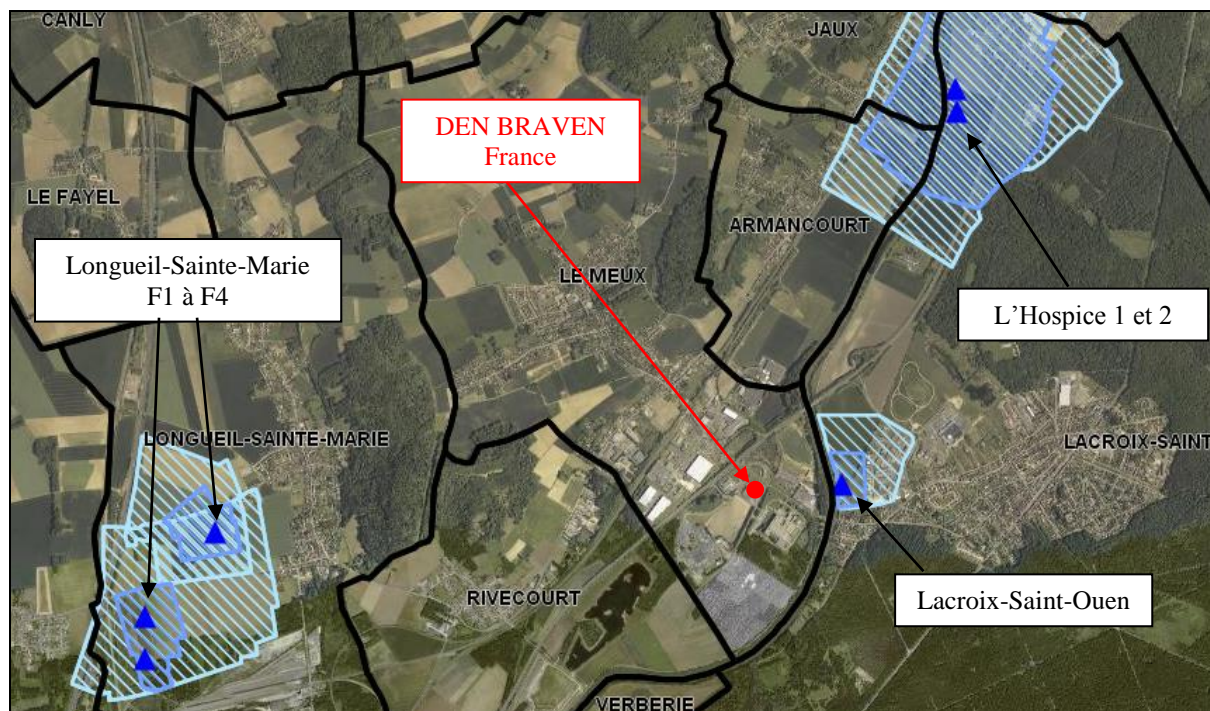 CANLY
JAUX
DEN BRAVEN
France
LE FAYEL
ARMANCOURT
Longueil-Sainte-Marie
F1 à F4
LE MEUX
L'Hospice 1 et 2
LONGUEIL-SAINTE-MARIE
LACROIX-SAINT
RIVECOURT
Lacroix-Saint-Ouen
VERBERIE